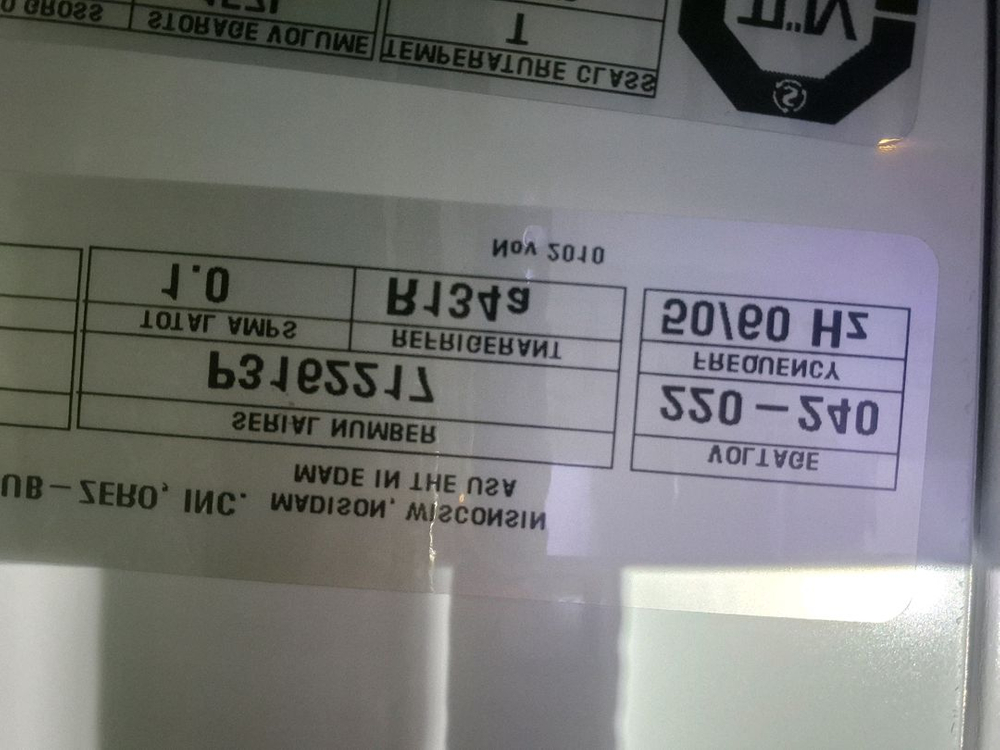 ZERO, INC. MADISON, WISCONSIN
MADE IN THE USA
SERIAL NUMBER
P3162217
TOTAL AMPS REFRIGERANT
1.0 R134a
VOLTAGE
220-240
FREQUENCY
50/60 Hz
Nov 2010
GROSS STORAGE VOLUME TEMPERATURE CLASS
T